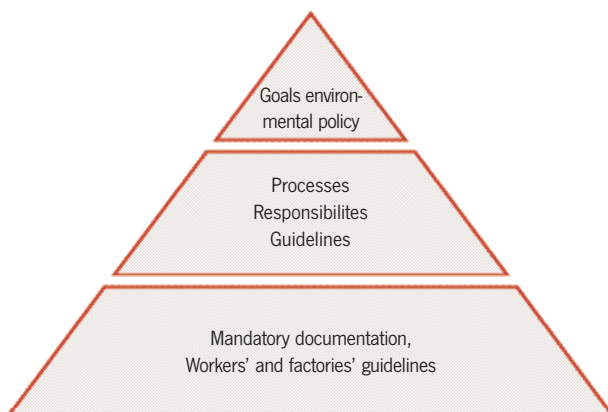 Goals environ-
mental policy
Processes
Responsibilites
Guidelines
Mandatory documentation,
Workers’ and factories’ guidelines